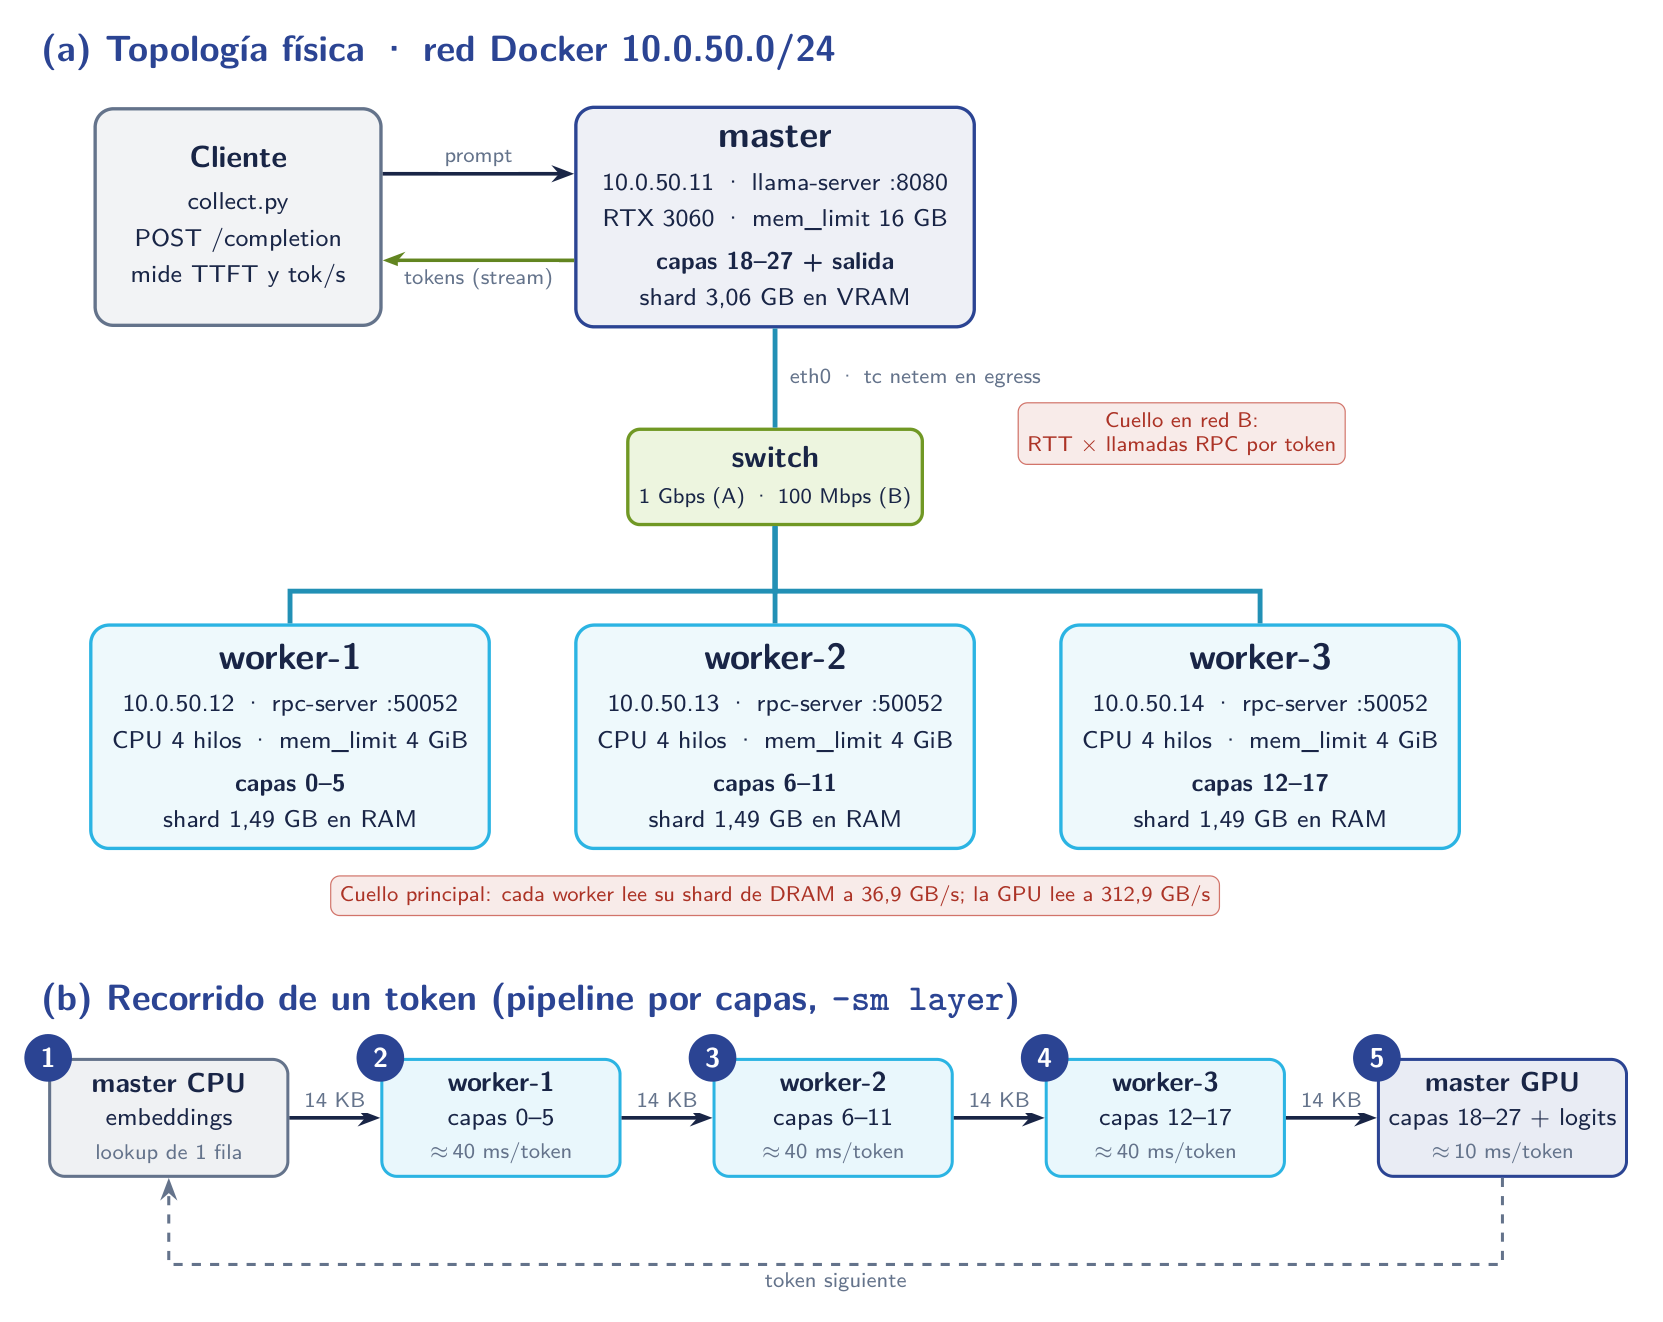 (a) Topología física · red Docker 10.0.50.0/24
Cliente
collect.py
POST /completion
mide TTFT y tok/s
prompt
tokens (stream)
master
10.0.50.11 · llama-server :8080
RTX 3060 · mem_limit 16 GB
capas 18–27 + salida
shard 3,06 GB en VRAM
eth0 · tc netem en egress
Cuello en red B:
RTT × llamadas RPC por token
switch
1 Gbps (A) · 100 Mbps (B)
worker-1
10.0.50.12 · rpc-server :50052
CPU 4 hilos · mem_limit 4 GiB
capas 0–5
shard 1,49 GB en RAM
worker-2
10.0.50.13 · rpc-server :50052
CPU 4 hilos · mem_limit 4 GiB
capas 6–11
shard 1,49 GB en RAM
worker-3
10.0.50.14 · rpc-server :50052
CPU 4 hilos · mem_limit 4 GiB
capas 12–17
shard 1,49 GB en RAM
Cuello principal: cada worker lee su shard de DRAM a 36,9 GB/s; la GPU lee a 312,9 GB/s
(b) Recorrido de un token (pipeline por capas, -sm layer)
1
master CPU
embeddings
lookup de 1 fila
14 KB
2
worker-1
capas 0–5
≈ 40 ms/token
14 KB
3
worker-2
capas 6–11
≈ 40 ms/token
14 KB
4
worker-3
capas 12–17
≈ 40 ms/token
14 KB
5
master GPU
capas 18–27 + logits
≈ 10 ms/token
token siguiente